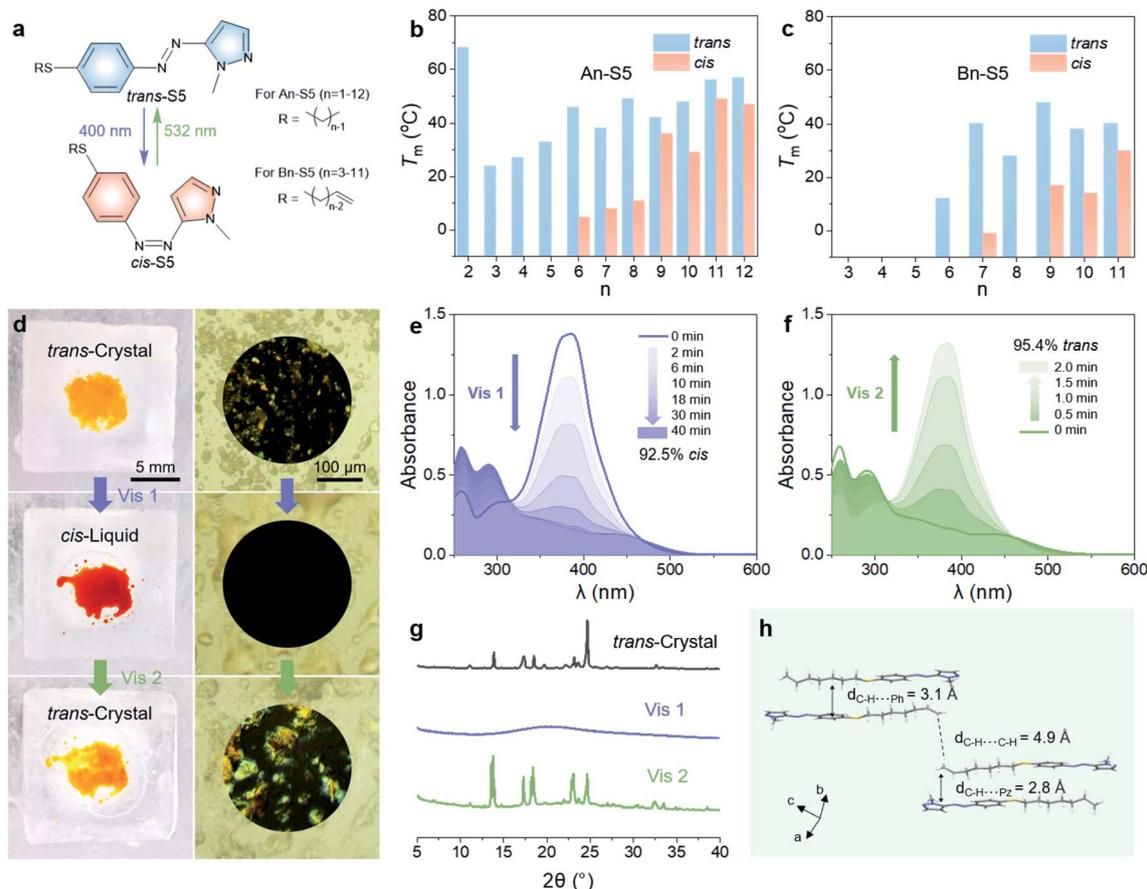 a
RS
N
N
N
N
trans-S5
400 nm
532 nm
RS
N
N
N
N
cis-S5
For An-S5 (n=1-12)
R =
n-1
For Bn-S5 (n=3-11)
R =
n-2
b
80
60
40
20
0
Tm (oC)
An-S5
trans
cis
2 3 4 5 6 7 8 9 10 11 12
n
c
80
60
40
20
0
Tm (oC)
Bn-S5
trans
cis
3 4 5 6 7 8 9 10 11
n
d
trans-Crystal
5 mm
100 μm
Vis 1
cis-Liquid
Vis 2
trans-Crystal
e
1.5
1.0
0.5
0.0
Absorbance
Vis 1
0 min
2 min
6 min
10 min
18 min
30 min
40 min
92.5% cis
300 400 500 600
λ (nm)
f
1.5
1.0
0.5
0.0
Absorbance
Vis 2
95.4% trans
2.0 min
1.5 min
1.0 min
0.5 min
0 min
300 400 500 600
λ (nm)
g
trans-Crystal
Vis 1
Vis 2
5 10 15 20 25 30 35 40
2θ (°)
h
dC-H···Ph = 3.1 Å
dC-H···C-H = 4.9 Å
dC-H···Pz = 2.8 Å
b
c
a